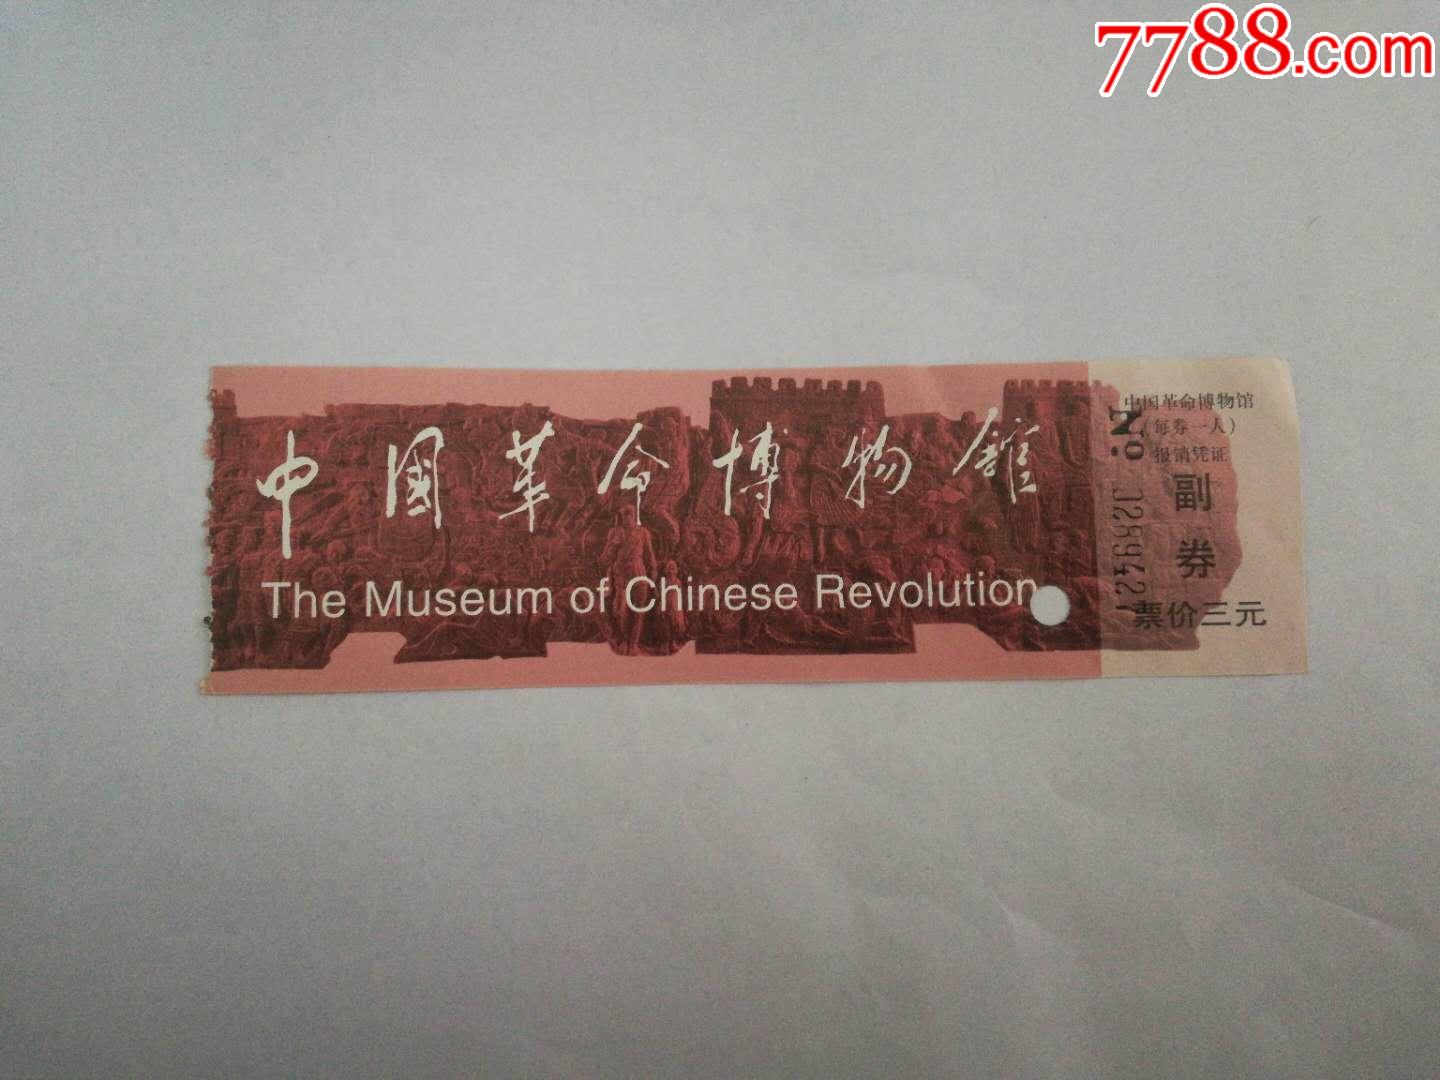 7788.com
中國革命博物館
The Museum of Chinese Revolution
中国革命博物馆
(每券一人)
报销凭证
副
券
票价三元
No.